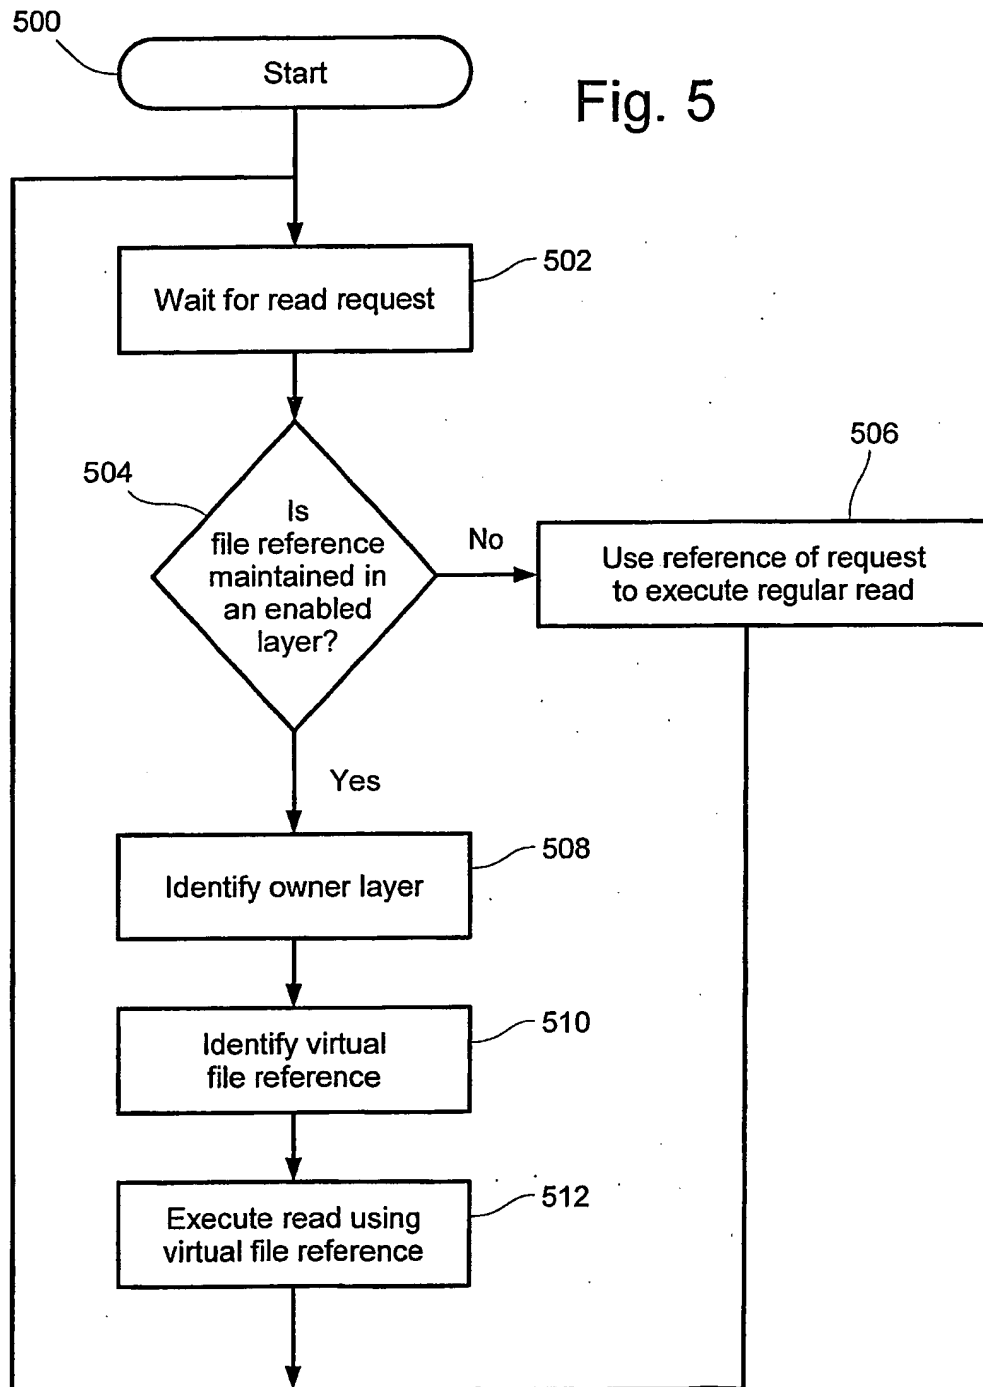 500
Start
Fig. 5
502
Wait for read request
504
Is
file reference
maintained in
an enabled
layer?
No
506
Use reference of request
to execute regular read
Yes
508
Identify owner layer
510
Identify virtual
file reference
512
Execute read using
virtual file reference